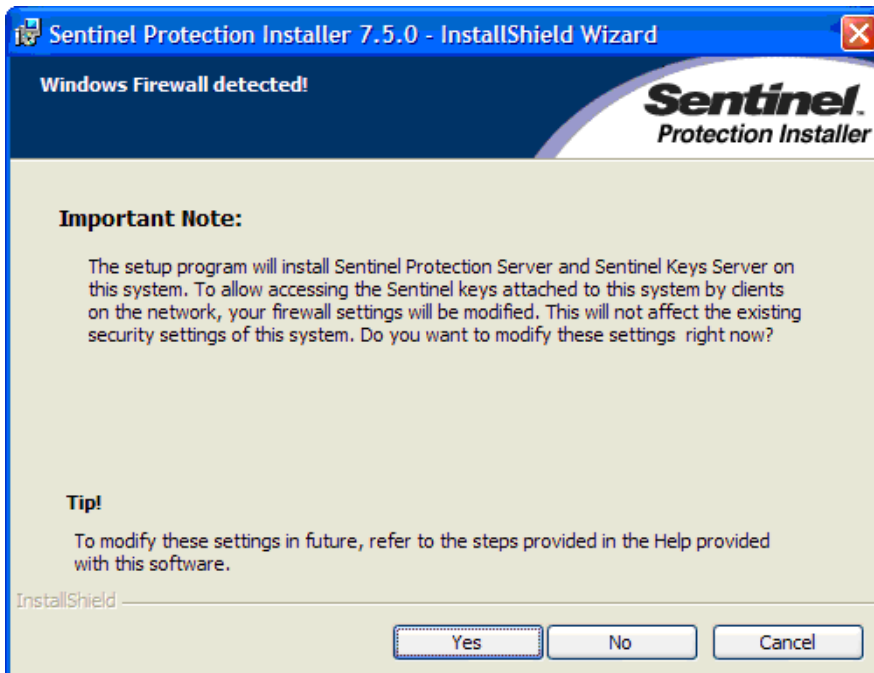 Sentinel Protection Installer 7.5.0 - InstallShield Wizard
Windows Firewall detected!
Sentinel.
Protection Installer
Important Note:
The setup program will install Sentinel Protection Server and Sentinel Keys Server on
this system. To allow accessing the Sentinel keys attached to this system by clients
on the network, your firewall settings will be modified. This will not affect the existing
security settings of this system. Do you want to modify these settings right now?
Tip!
To modify these settings in future, refer to the steps provided in the Help provided
with this software.
InstallShield
Yes No Cancel